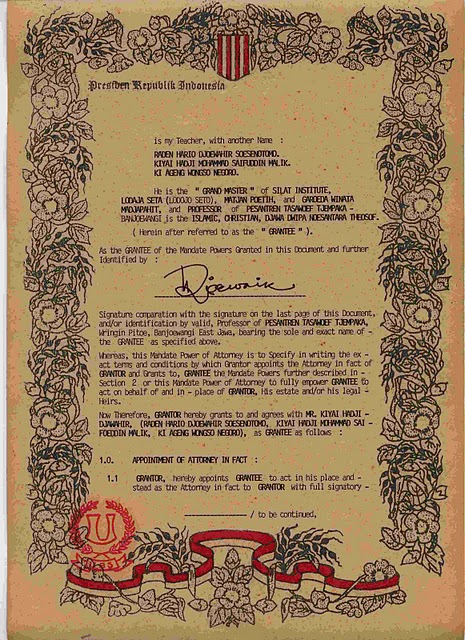 Presiden Republik Indonesia
is my Teacher, with another Name :
RADEN HARIO DJOEWAHIR SOESENOTOMO.
KIYAI HADJI MOHAMMAD SAIFUDDIN MALIK.
KI AGENG WONGSO NEGORO.
He is the " GRAND MASTER " of SILAT INSTITUTE,
LODAJA SETA (LODOJO SETO), MATJAN POETIH, and GAROEDA WINATA
MADJAPAHIT, and PROFESOR of PESANTREN TASAWOEF TJEMPAKA -
BANJOEWANGI is the ISLAMIC, CHRISTIAN, DJAWA DWIPA NOESANTARA THEOSOF.
( Herein after referred to as the " GRANTEE " ).
As the GRANTEE of the Mandate Powers Granted in this Document and further
Identified by :
Djewaik
Signature comparation with the signature on the last page of this Document,
and/or identification by valid, Professor of PESANTREN TASAWOEF TJEMPAKA,
Wringin Pitoe, Banjoewangi East Jawa, bearing the sole and exact name of -
the GRANTEE as specified above.
Whereas, this Mandate Power of Attorney is to Specify in writing the ex -
act terms and conditions by which Grantor appoints the Attorney in fact of
GRANTOR and Grants to, GRANTEE the Mandate Powers further described in -
Section 2 or this Mandate Power of Attorney to fully empower GRANTEE to
act on behalf of and in - place of GRANTOR, His estate and/or his legal -
Heirs.
Now Therefore, GRANTOR hereby grants to and agrees with MR. KIYAI HADJI -
DJAWAHIR, (RADEN HARIO DJOEWAHIR SOESENOTOMO, KIYAI HADJI MOHAMMAD SAI -
FOEDDIN MALIK, KI AGENG WONGSO NEGORO), as GRANTEE as follows :
1.0. APPOINTMENT OF ATTORNEY IN FACT :
1.1 GRANTOR, hereby appoints GRANTEE to act in his place and -
stead as the Attorney in fact to GRANTOR with full signatory -
/ to be continued.
U